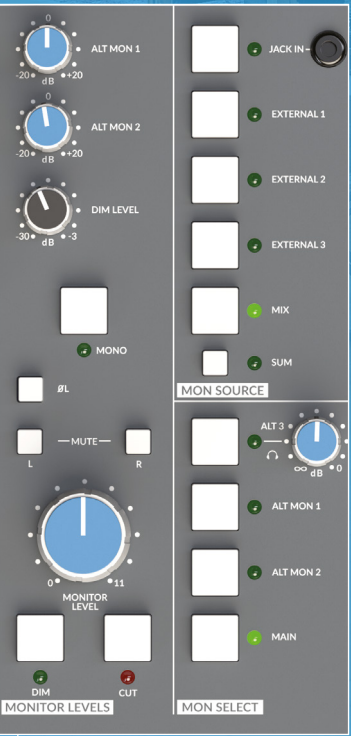 0
ALT MON 1
-20
+20
dB
0
ALT MON 2
-20
+20
dB
DIM LEVEL
-30
-3
dB
MONO
ØL
MUTE
L
R
0
11
MONITOR
LEVEL
DIM
CUT
MONITOR LEVELS
JACK IN
EXTERNAL 1
EXTERNAL 2
EXTERNAL 3
MIX
SUM
MON SOURCE
ALT 3
∞
0
dB
ALT MON 1
ALT MON 2
MAIN
MON SELECT